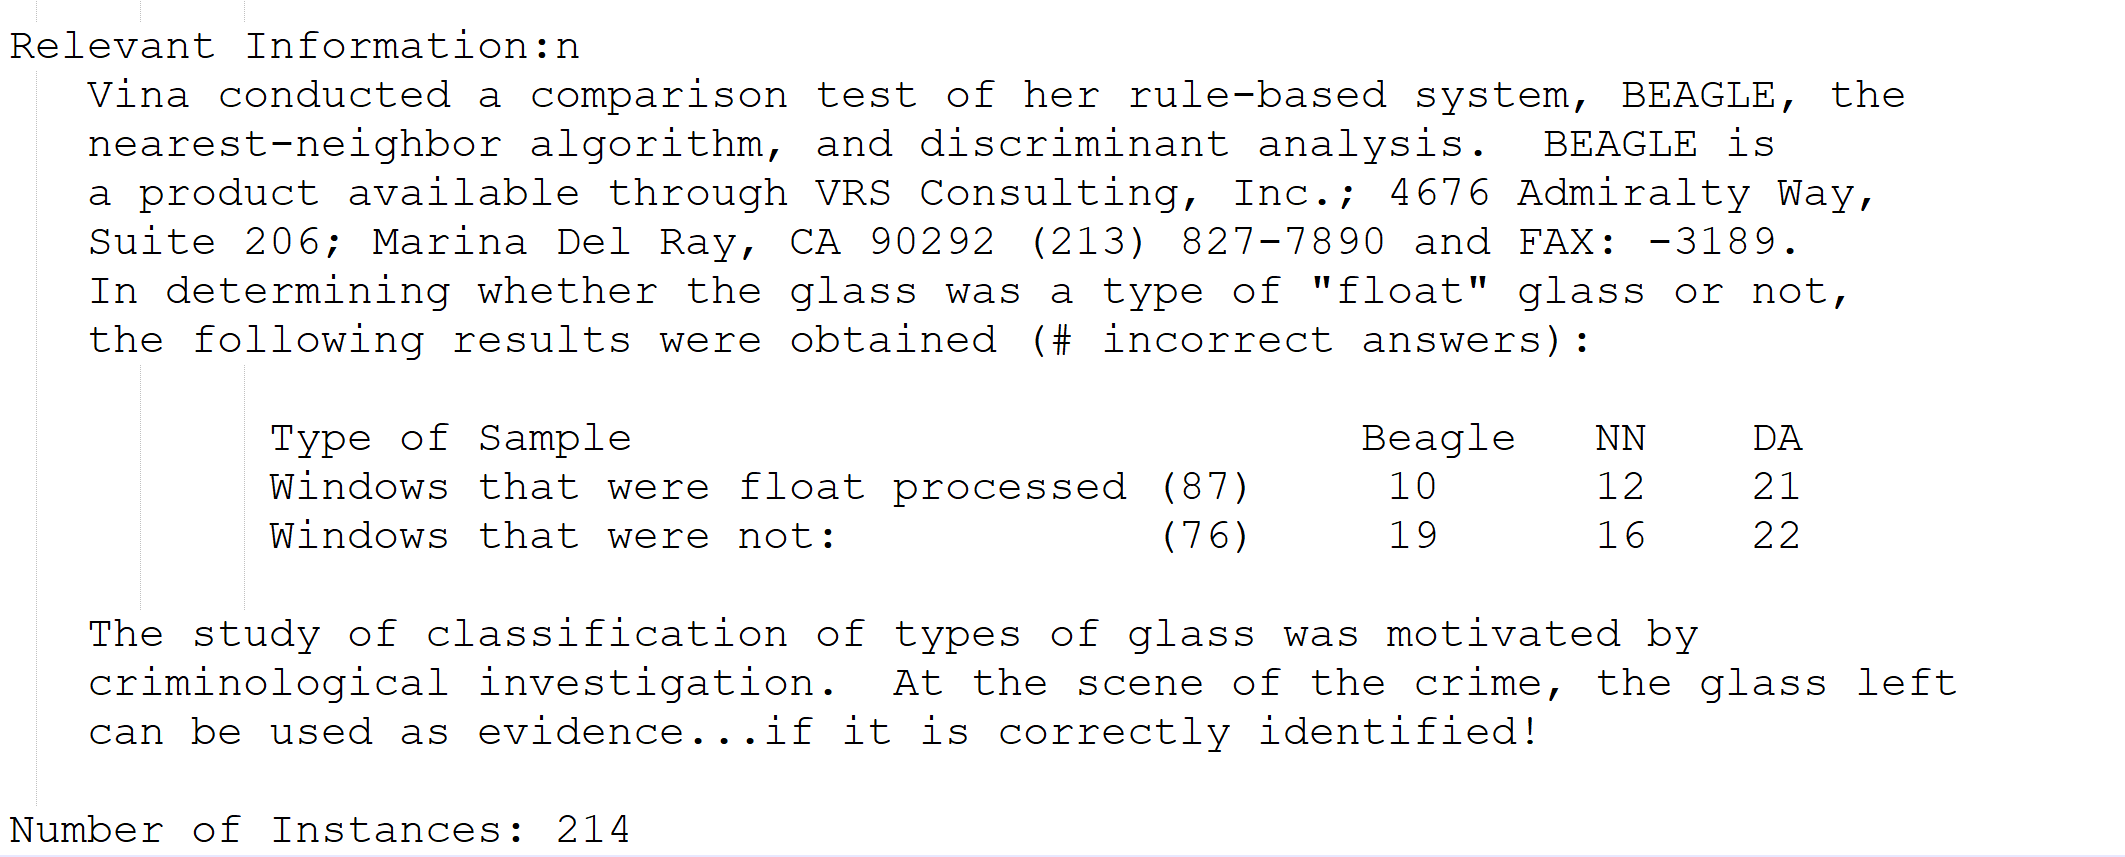 Relevant Information:n
Vina conducted a comparison test of her rule-based system, BEAGLE, the
nearest-neighbor algorithm, and discriminant analysis.  BEAGLE is
a product available through VRS Consulting, Inc.; 4676 Admiralty Way,
Suite 206; Marina Del Ray, CA 90292 (213) 827-7890 and FAX: -3189.
In determining whether the glass was a type of "float" glass or not,
the following results were obtained (# incorrect answers):
Type of Sample                            Beagle   NN    DA
Windows that were float processed (87)     10      12    21
Windows that were not:            (76)     19      16    22
The study of classification of types of glass was motivated by
criminological investigation.  At the scene of the crime, the glass left
can be used as evidence...if it is correctly identified!
Number of Instances: 214